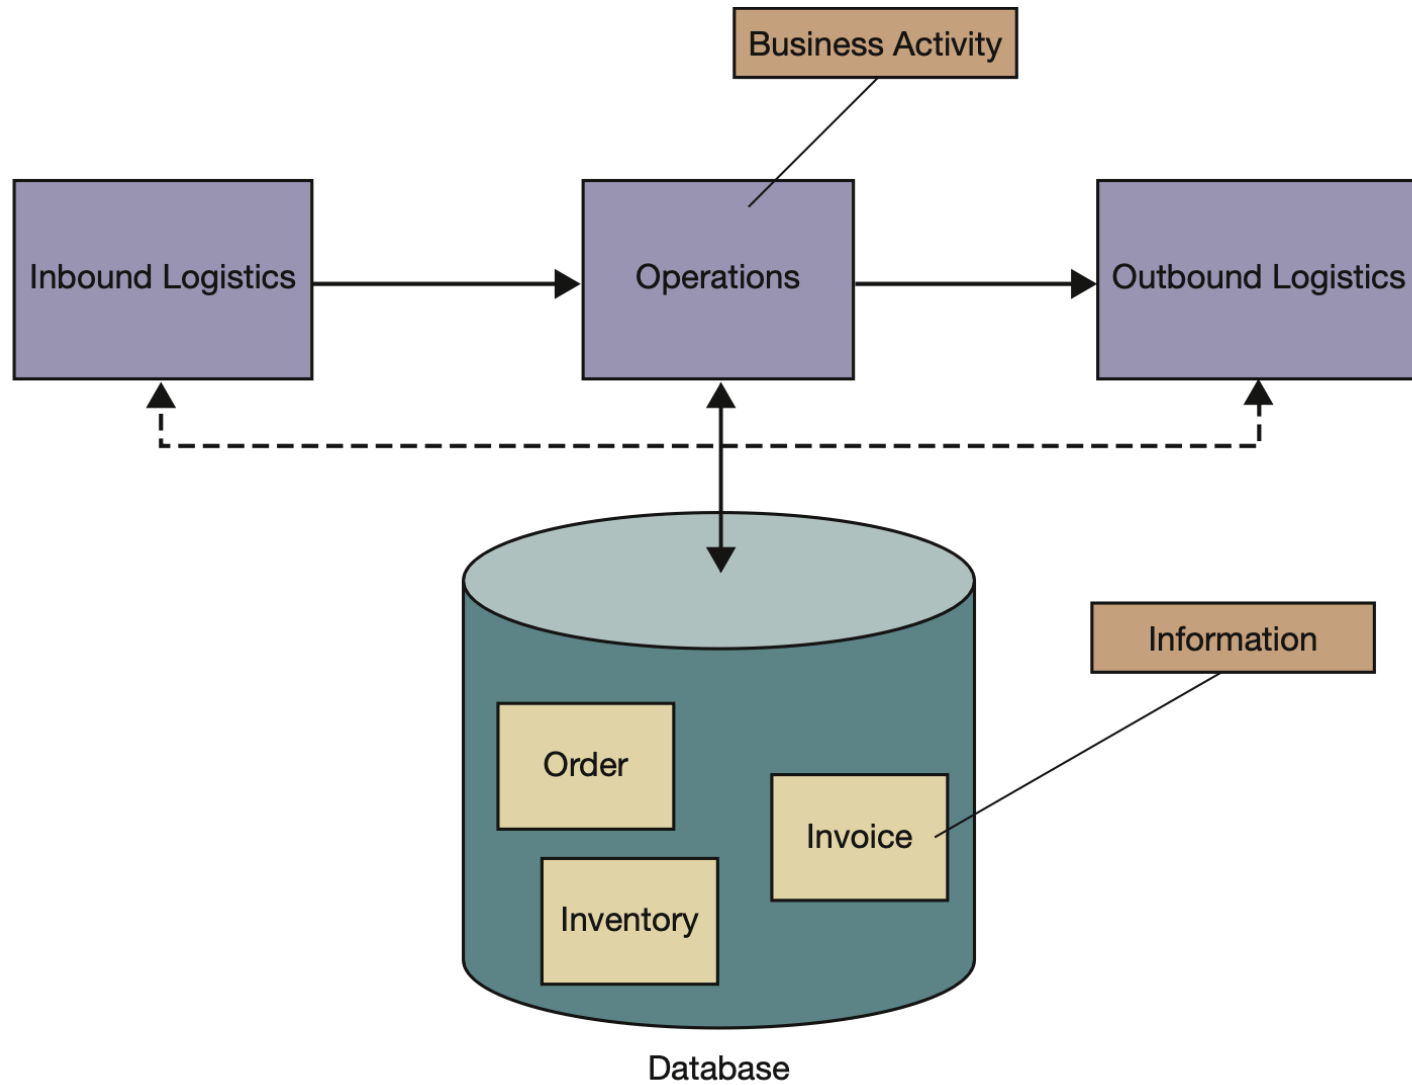 Business Activity
Inbound Logistics
Operations
Outbound Logistics
Information
Order
Invoice
Inventory
Database